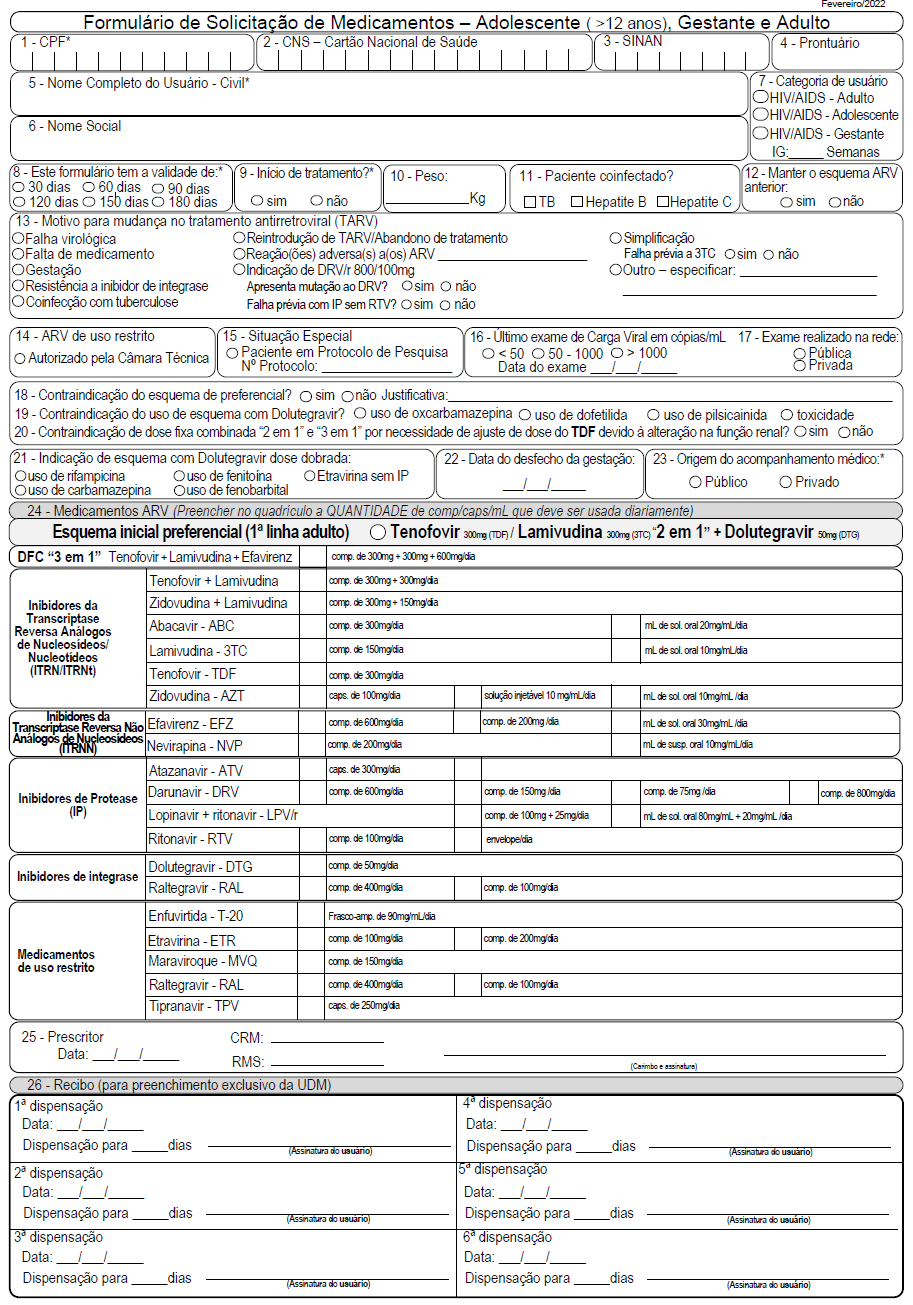 Fevereiro/2022
Formulário de Solicitação de Medicamentos – Adolescente ( >12 anos), Gestante e Adulto
1 - CPF*
2 - CNS – Cartão Nacional de Saúde
3 - SINAN
4 - Prontuário
5 - Nome Completo do Usuário - Civil*
6 - Nome Social
7 - Categoria de usuário
HIV/AIDS - Adulto
HIV/AIDS - Adolescente
HIV/AIDS - Gestante
IG:_____ Semanas
8 - Este formulário tem a validade de:*
30 dias 60 dias 90 dias
120 dias 150 dias 180 dias
9 - Início de tratamento?*
sim não
10 - Peso:
__________Kg
11 - Paciente coinfectado?
TB Hepatite B Hepatite C
12 - Manter o esquema ARV
anterior:
sim não
13 - Motivo para mudança no tratamento antirretroviral (TARV)
Falha virológica
Falta de medicamento
Gestação
Resistência a inibidor de integrase
Coinfecção com tuberculose
Reintrodução de TARV/Abandono de tratamento
Reação(ões) adversa(s) a(os) ARV ____________________
Indicação de DRV/r 800/100mg
Apresenta mutação ao DRV? sim não
Falha prévia com IP sem RTV? sim não
Simplificação
Falha prévia a 3TC sim não
Outro – especificar: ____________________
____________________
14 - ARV de uso restrito
Autorizado pela Câmara Técnica
15 - Situação Especial
Paciente em Protocolo de Pesquisa
Nº Protocolo: __________________
16 - Último exame de Carga Viral em cópias/mL
< 50 50 - 1000 > 1000
Data do exame ___/___/_____
17 - Exame realizado na rede:
Pública
Privada
18 - Contraindicação do esquema de preferencial? sim não Justificativa:____________________
19 - Contraindicação do uso de esquema com Dolutegravir? uso de oxcarbamazepina uso de dofetilida uso de pilsicainida toxicidade
20 - Contraindicação de dose fixa combinada “2 em 1” e “3 em 1” por necessidade de ajuste de dose do TDF devido à alteração na função renal? sim não
21 - Indicação de esquema com Dolutegravir dose dobrada:
uso de rifampicina uso de fenitoína Etravirina sem IP
uso de carbamazepina uso de fenobarbital
22 - Data do desfecho da gestação:
___/___/_____
23 - Origem do acompanhamento médico:*
Público Privado
24 - Medicamentos ARV (Preencher no quadrículo a QUANTIDADE de comp/caps/mL que deve ser usada diariamente)
Esquema inicial preferencial (1ª linha adulto) Tenofovir 300mg (TDF) / Lamivudina 300mg (3TC) “2 em 1” + Dolutegravir 50mg (DTG)
DFC “3 em 1” Tenofovir + Lamivudina + Efavirenz comp. de 300mg + 300mg + 600mg/dia
Inibidores da
Transcriptase
Reversa Análogos
de Nucleosídeos/
Nucleotídeos
(ITRN/ITRNt)
Tenofovir + Lamivudina comp. de 300mg + 300mg/dia
Zidovudina + Lamivudina comp. de 300mg + 150mg/dia
Abacavir - ABC comp. de 300mg/dia mL de sol. oral 20mg/mL/dia
Lamivudina - 3TC comp. de 150mg/dia mL de sol. oral 10mg/mL/dia
Tenofovir - TDF comp. de 300mg/dia
Zidovudina - AZT caps. de 100mg/dia solução injetável 10 mg/mL/dia mL de sol. oral 10mg/mL /dia
Inibidores da
Transcriptase Reversa Não
Análogos de Nucleosídeos
(ITRNN)
Efavirenz - EFZ comp. de 600mg/dia comp. de 200mg /dia mL de sol. oral 30mg/mL /dia
Nevirapina - NVP comp. de 200mg/dia mL de susp. oral 10mg/mL/dia
Inibidores de Protease
(IP)
Atazanavir - ATV caps. de 300mg/dia
Darunavir - DRV comp. de 600mg/dia comp. de 150mg /dia comp. de 75mg /dia comp. de 800mg/dia
Lopinavir + ritonavir - LPV/r comp. de 100mg + 25mg/dia mL de sol. oral 80mg/mL + 20mg/mL /dia
Ritonavir - RTV comp. de 100mg/dia envelope/dia
Inibidores de integrase
Dolutegravir - DTG comp. de 50mg/dia
Raltegravir - RAL comp. de 400mg/dia comp. de 100mg/dia
Medicamentos
de uso restrito
Enfuvirtida - T-20 Frasco-amp. de 90mg/mL/dia
Etravirina - ETR comp. de 100mg/dia comp. de 200mg/dia
Maraviroque - MVQ comp. de 150mg/dia
Raltegravir - RAL comp. de 400mg/dia comp. de 100mg/dia
Tipranavir - TPV caps. de 250mg/dia
25 - Prescritor
Data: ___/___/_____
CRM: _______________
RMS: _______________
(Carimbo e assinatura)
26 - Recibo (para preenchimento exclusivo da UDM)
1ª dispensação
Data: ___/___/_____
Dispensação para _____dias ____________________
(Assinatura do usuário)
4ª dispensação
Data: ___/___/_____
Dispensação para _____dias ____________________
(Assinatura do usuário)
2ª dispensação
Data: ___/___/_____
Dispensação para _____dias ____________________
(Assinatura do usuário)
5ª dispensação
Data: ___/___/_____
Dispensação para _____dias ____________________
(Assinatura do usuário)
3ª dispensação
Data: ___/___/_____
Dispensação para _____dias ____________________
(Assinatura do usuário)
6ª dispensação
Data: ___/___/_____
Dispensação para _____dias ____________________
(Assinatura do usuário)